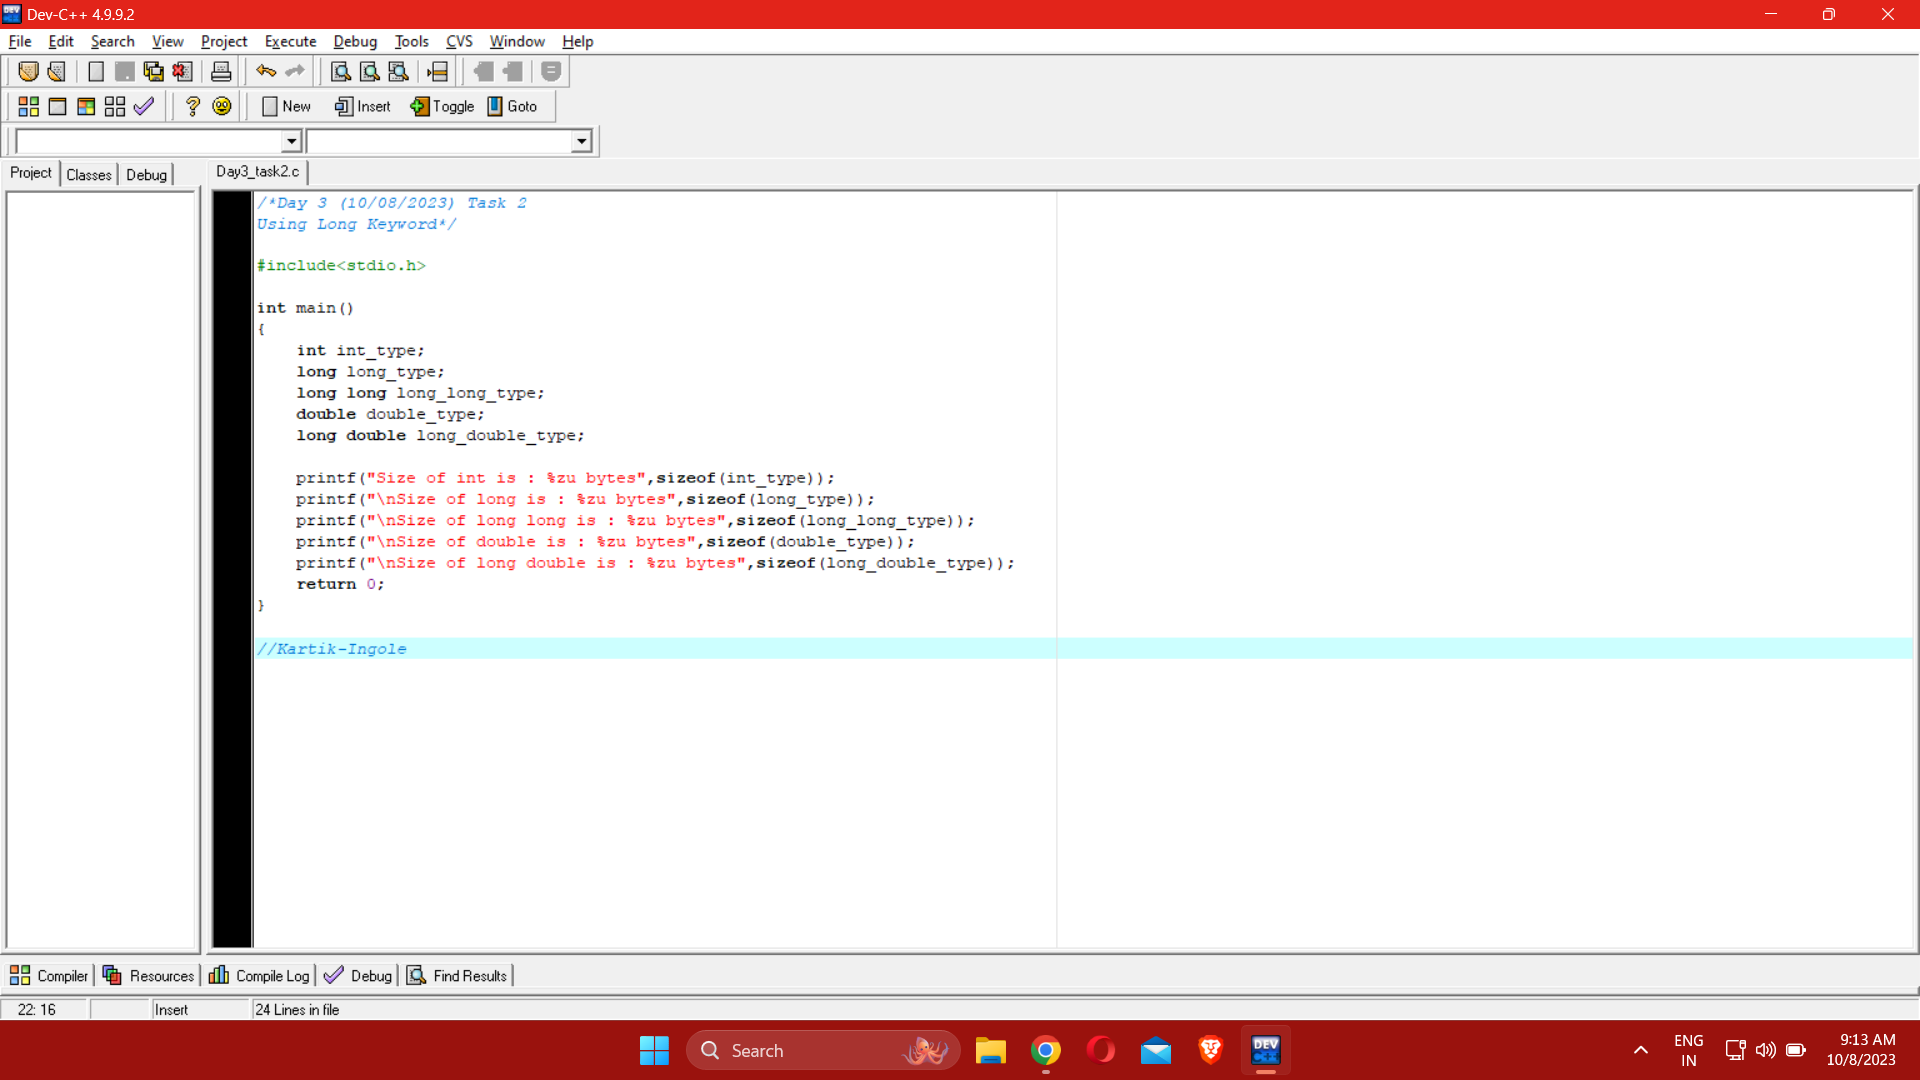 Dev-C++ 4.9.9.2
File Edit Search View Project Execute Debug Tools CVS Window Help
New Insert Toggle Goto
Project Classes Debug
Day3_task2.c
/*Day 3 (10/08/2023) Task 2
Using Long Keyword*/
#include<stdio.h>
int main()
{
int int_type;
long long_type;
long long long_long_type;
double double_type;
long double long_double_type;
printf("Size of int is : %zu bytes",sizeof(int_type));
printf("\nSize of long is : %zu bytes",sizeof(long_type));
printf("\nSize of long long is : %zu bytes",sizeof(long_long_type));
printf("\nSize of double is : %zu bytes",sizeof(double_type));
printf("\nSize of long double is : %zu bytes",sizeof(long_double_type));
return 0;
}
//Kartik-Ingole
Compiler Resources Compile Log Debug Find Results
22: 16 Insert 24 Lines in file
Search
DEV
C++
ENG
IN
9:13 AM
10/8/2023